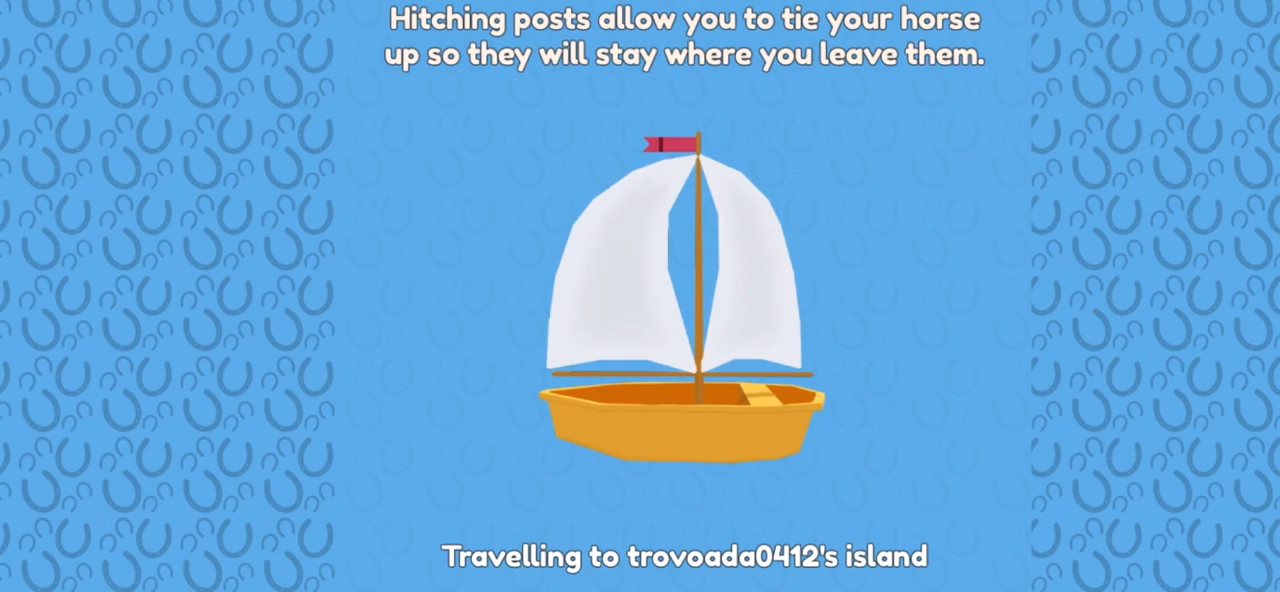 Hitching posts allow you to tie your horse
up so they will stay where you leave them.
Travelling to trovoada0412's island